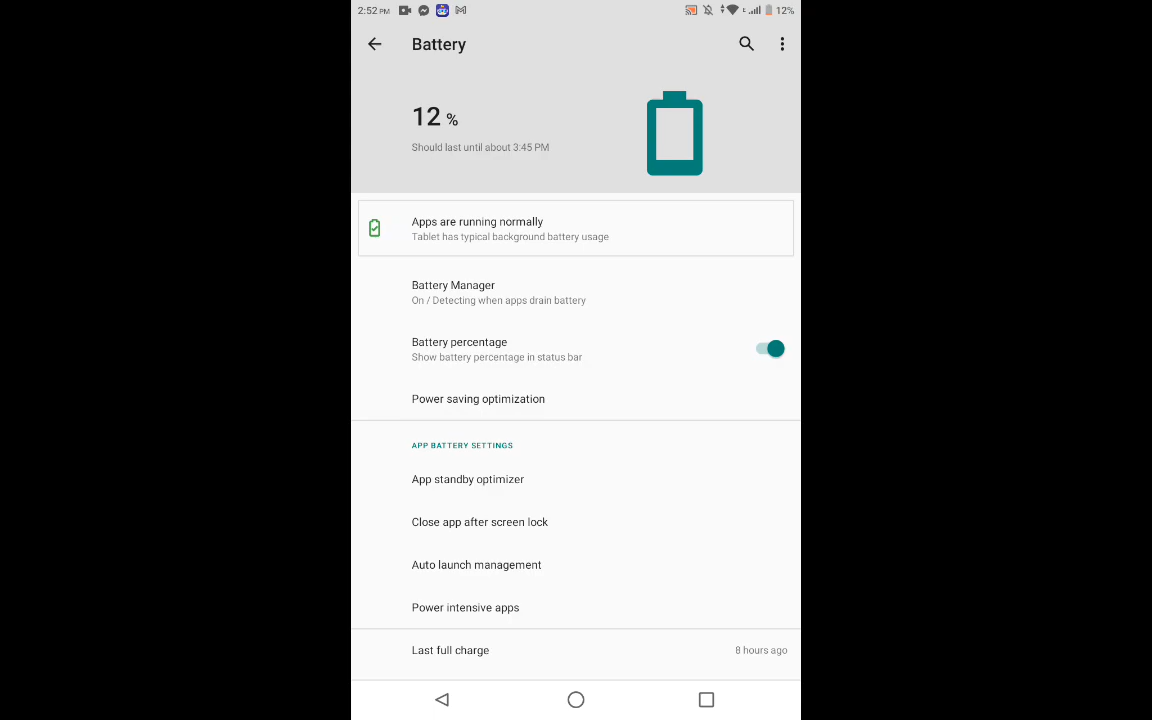 2:52 PM 12%
Battery
12 %
Should last until about 3:45 PM
Apps are running normally
Tablet has typical background battery usage
Battery Manager
On / Detecting when apps drain battery
Battery percentage
Show battery percentage in status bar
Power saving optimization
APP BATTERY SETTINGS
App standby optimizer
Close app after screen lock
Auto launch management
Power intensive apps
Last full charge 8 hours ago